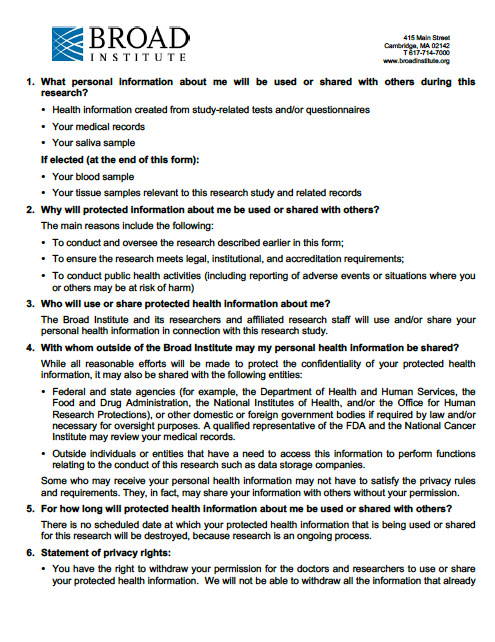 BROAD
INSTITUTE
415 Main Street
Cambridge, MA 02142
T 617-714-7000
www.broadinstitute.org
1. What personal information about me will be used or shared with others during this
research?
• Health information created from study-related tests and/or questionnaires
• Your medical records
• Your saliva sample
If elected (at the end of this form):
• Your blood sample
• Your tissue samples relevant to this research study and related records
2. Why will protected information about me be used or shared with others?
The main reasons include the following:
• To conduct and oversee the research described earlier in this form;
• To ensure the research meets legal, institutional, and accreditation requirements;
• To conduct public health activities (including reporting of adverse events or situations where you
or others may be at risk of harm)
3. Who will use or share protected health information about me?
The Broad Institute and its researchers and affiliated research staff will use and/or share your
personal health information in connection with this research study.
4. With whom outside of the Broad Institute may my personal health information be shared?
While all reasonable efforts will be made to protect the confidentiality of your protected health
information, it may also be shared with the following entities:
• Federal and state agencies (for example, the Department of Health and Human Services, the
Food and Drug Administration, the National Institutes of Health, and/or the Office for Human
Research Protections), or other domestic or foreign government bodies if required by law and/or
necessary for oversight purposes. A qualified representative of the FDA and the National Cancer
Institute may review your medical records.
• Outside individuals or entities that have a need to access this information to perform functions
relating to the conduct of this research such as data storage companies.
Some who may receive your personal health information may not have to satisfy the privacy rules
and requirements. They, in fact, may share your information with others without your permission.
5. For how long will protected health information about me be used or shared with others?
There is no scheduled date at which your protected health information that is being used or shared
for this research will be destroyed, because research is an ongoing process.
6. Statement of privacy rights:
• You have the right to withdraw your permission for the doctors and researchers to use or share
your protected health information. We will not be able to withdraw all the information that already